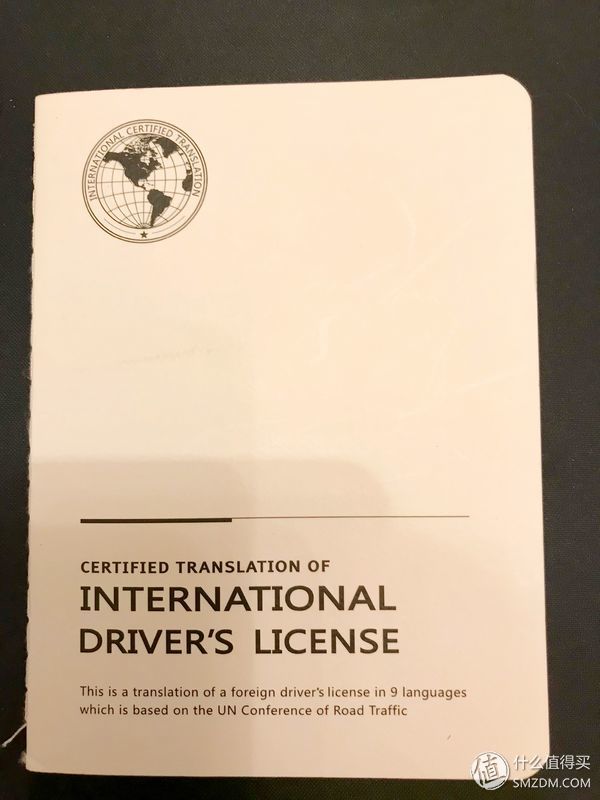 INTERNATIONAL CERTIFIED TRANSLATION
CERTIFIED TRANSLATION OF
INTERNATIONAL
DRIVER'S LICENSE
This is a translation of a foreign driver's license in 9 languages
which is based on the UN Conference of Road Traffic
值 什么值得买
SMZDM.COM